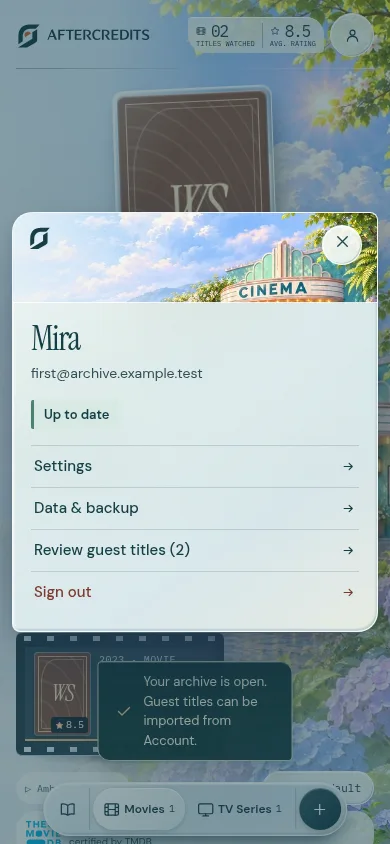 AFTERCREDITS
02
TITLES WATCHED
8.5
AVG. RATING
WS
CINEMA
Mira
first@archive.example.test
Up to date
Settings
Data & backup
Review guest titles (2)
Sign out
2023 · MOVIE
WS
8.5
Your archive is open.
Guest titles can be
imported from
Account.
Movies 1
TV Series 1
certified by TMDB